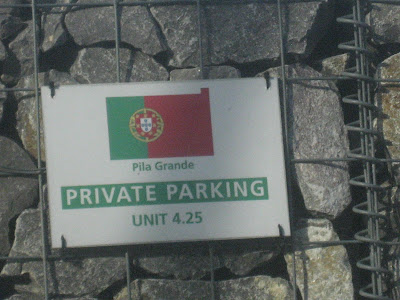 Pila Grande
PRIVATE PARKING
UNIT 4.25